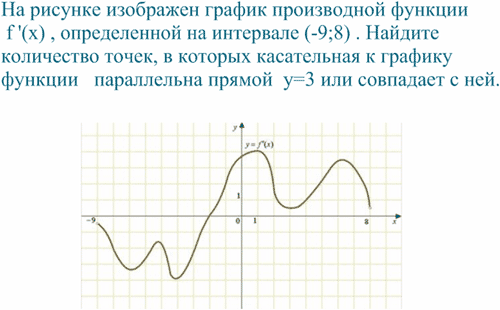 На рисунке изображен график производной функции
f '(x) , определенной на интервале (-9;8) . Найдите
количество точек, в которых касательная к графику
функции параллельна прямой y=3 или совпадает с ней.
y
y = f'(x)
1
-9
0
1
8
x